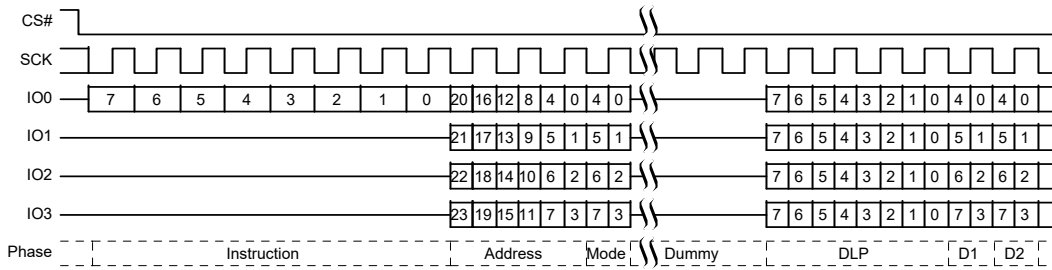 CS#
SCK
IO0 7 6 5 4 3 2 1 0 20 16 12 8 4 0 4 0 7 6 5 4 3 2 1 0 4 0 4 0
IO1 21 17 13 9 5 1 5 1 7 6 5 4 3 2 1 0 5 1 5 1
IO2 22 18 14 10 6 2 6 2 7 6 5 4 3 2 1 0 6 2 6 2
IO3 23 19 15 11 7 3 7 3 7 6 5 4 3 2 1 0 7 3 7 3
Phase Instruction Address Mode Dummy DLP D1 D2